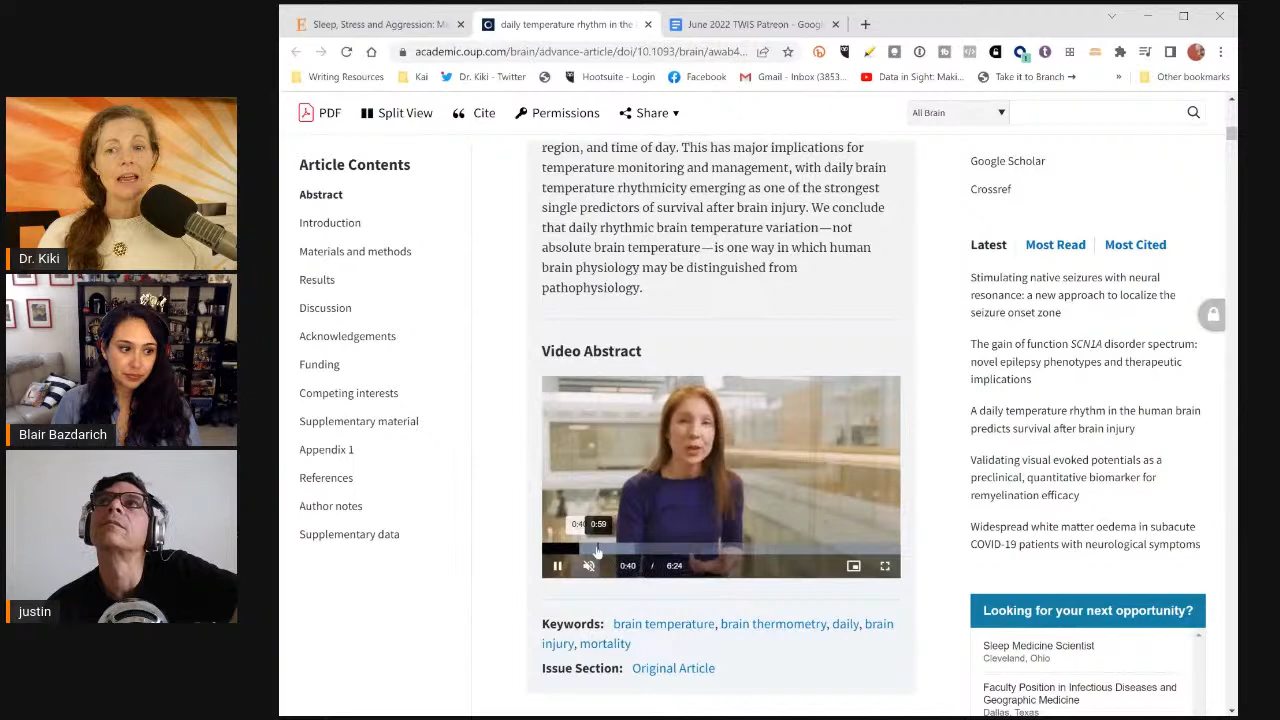 Sleep, Stress and Aggression: Ma
daily temperature rhythm in the
June 2022 TWIS Patreon - Googl
academic.oup.com/brain/advance-article/doi/10.1093/brain/awab4...
Writing Resources
Kai
Dr. Kiki - Twitter
Hootsuite - Login
Facebook
Gmail - Inbox (3853...
Data in Sight: Maki...
Take it to Branch →
»
Other bookmarks
PDF
Split View
Cite
Permissions
Share
All Brain
Article Contents
Abstract
Introduction
Materials and methods
Results
Discussion
Acknowledgements
Funding
Competing interests
Supplementary material
Appendix 1
References
Author notes
Supplementary data
region, and time of day. This has major implications for
temperature monitoring and management, with daily brain
temperature rhythmicity emerging as one of the strongest
single predictors of survival after brain injury. We conclude
that daily rhythmic brain temperature variation—not
absolute brain temperature—is one way in which human
brain physiology may be distinguished from
pathophysiology.
Video Abstract
0:40
0:59
0:40 / 6:24
Keywords: brain temperature, brain thermometry, daily, brain
injury, mortality
Issue Section: Original Article
Google Scholar
Crossref
Latest
Most Read
Most Cited
Stimulating native seizures with neural
resonance: a new approach to localize the
seizure onset zone
The gain of function SCN1A disorder spectrum:
novel epilepsy phenotypes and therapeutic
implications
A daily temperature rhythm in the human brain
predicts survival after brain injury
Validating visual evoked potentials as a
preclinical, quantitative biomarker for
remyelination efficacy
Widespread white matter oedema in subacute
COVID-19 patients with neurological symptoms
Looking for your next opportunity?
Sleep Medicine Scientist
Cleveland, Ohio
Faculty Position in Infectious Diseases and
Geographic Medicine
Dallas, Texas
Dr. Kiki
Blair Bazdarich
justin